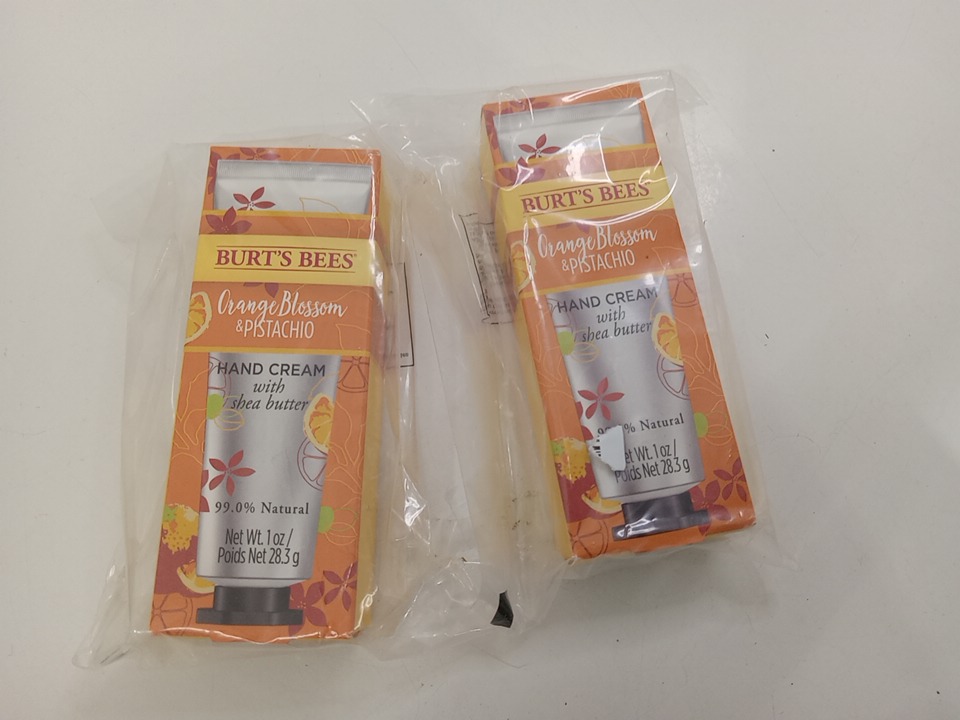 BURT'S BEES
Orange Blossom
& PISTACHIO
HAND CREAM
with
shea butter
99.0% Natural
Net Wt. 1 oz /
Poids Net 28.3 g
BURT'S BEES
Orange Blossom
& PISTACHIO
HAND CREAM
with
shea butter
% Natural
Wt. 1 oz /
Poids Net 28.3 g